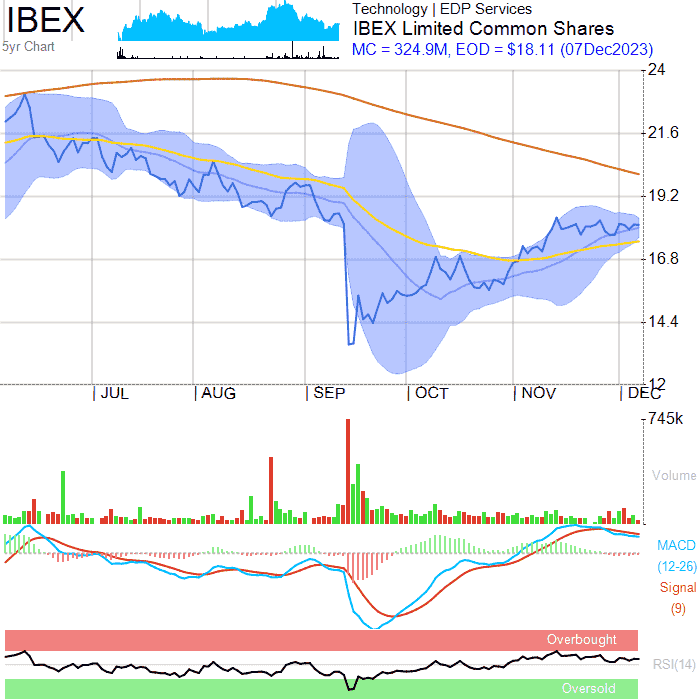 IBEX
5yr Chart
Technology | EDP Services
IBEX Limited Common Shares
MC = 324.9M, EOD = $18.11 (07Dec2023)
24
21.6
19.2
16.8
14.4
12
JUL
AUG
SEP
OCT
NOV
DEC
745k
Volume
MACD
(12-26)
Signal
(9)
Overbought
RSI(14)
Oversold